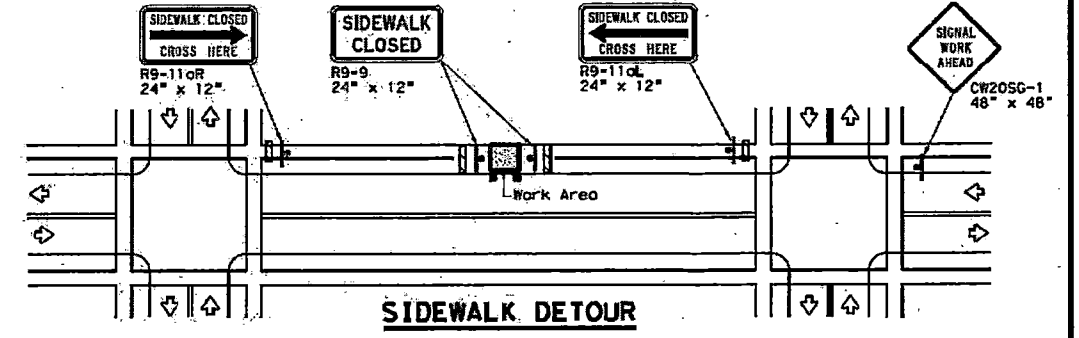 SIDEWALK CLOSED
CROSS HERE
R9-11aR
24" x 12"
SIDEWALK
CLOSED
R9-9
24" x 12"
SIDEWALK CLOSED
CROSS HERE
R9-11aL
24" x 12"
SIGNAL
WORK
AHEAD
CW20SG-1
48" x 48"
Work Area
SIDEWALK DETOUR